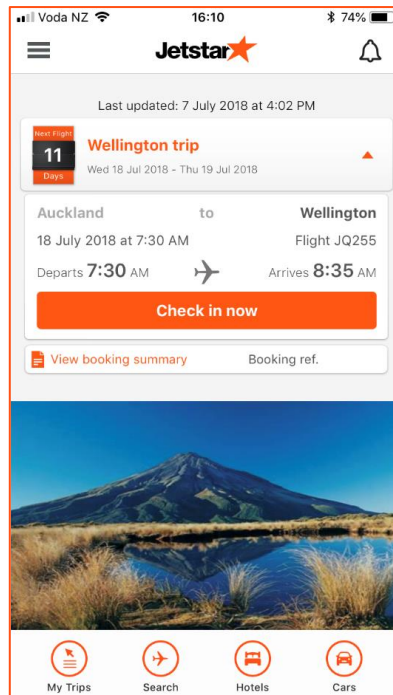 Voda NZ 16:10 74%
Jetstar
Last updated: 7 July 2018 at 4:02 PM
Next Flight
11
Days
Wellington trip
Wed 18 Jul 2018 - Thu 19 Jul 2018
Auckland to Wellington
18 July 2018 at 7:30 AM Flight JQ255
Departs 7:30 AM Arrives 8:35 AM
Check in now
View booking summary Booking ref.
My Trips Search Hotels Cars